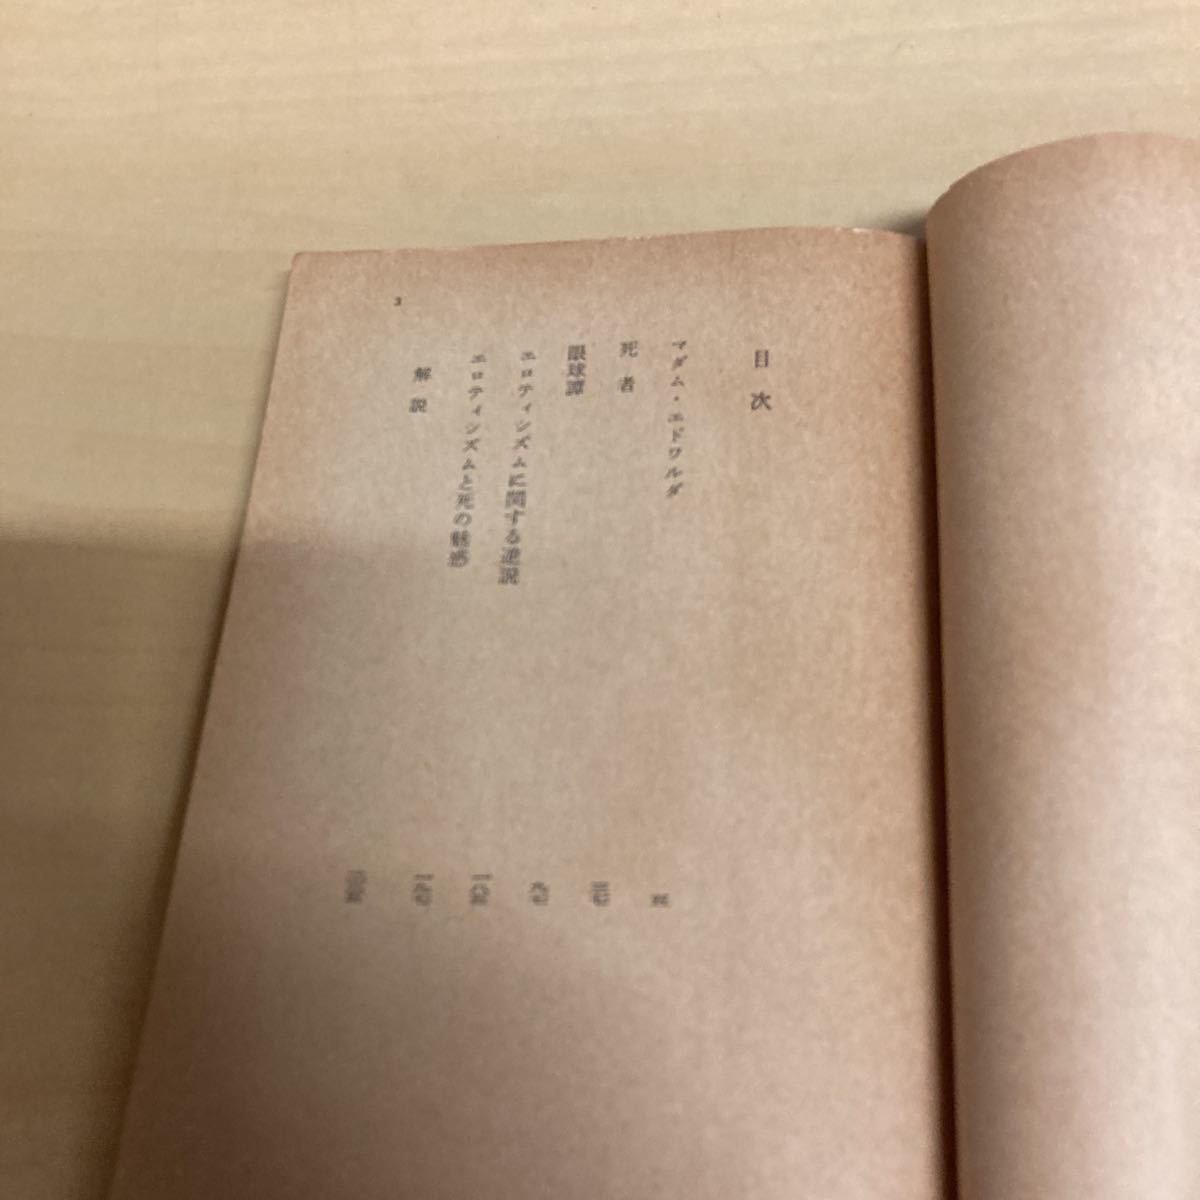 目次
マダム・エドワルダ
死者
眼球譚
エロティシズムに関する逆説
エロティシズムと死の魅惑
解説
五
3